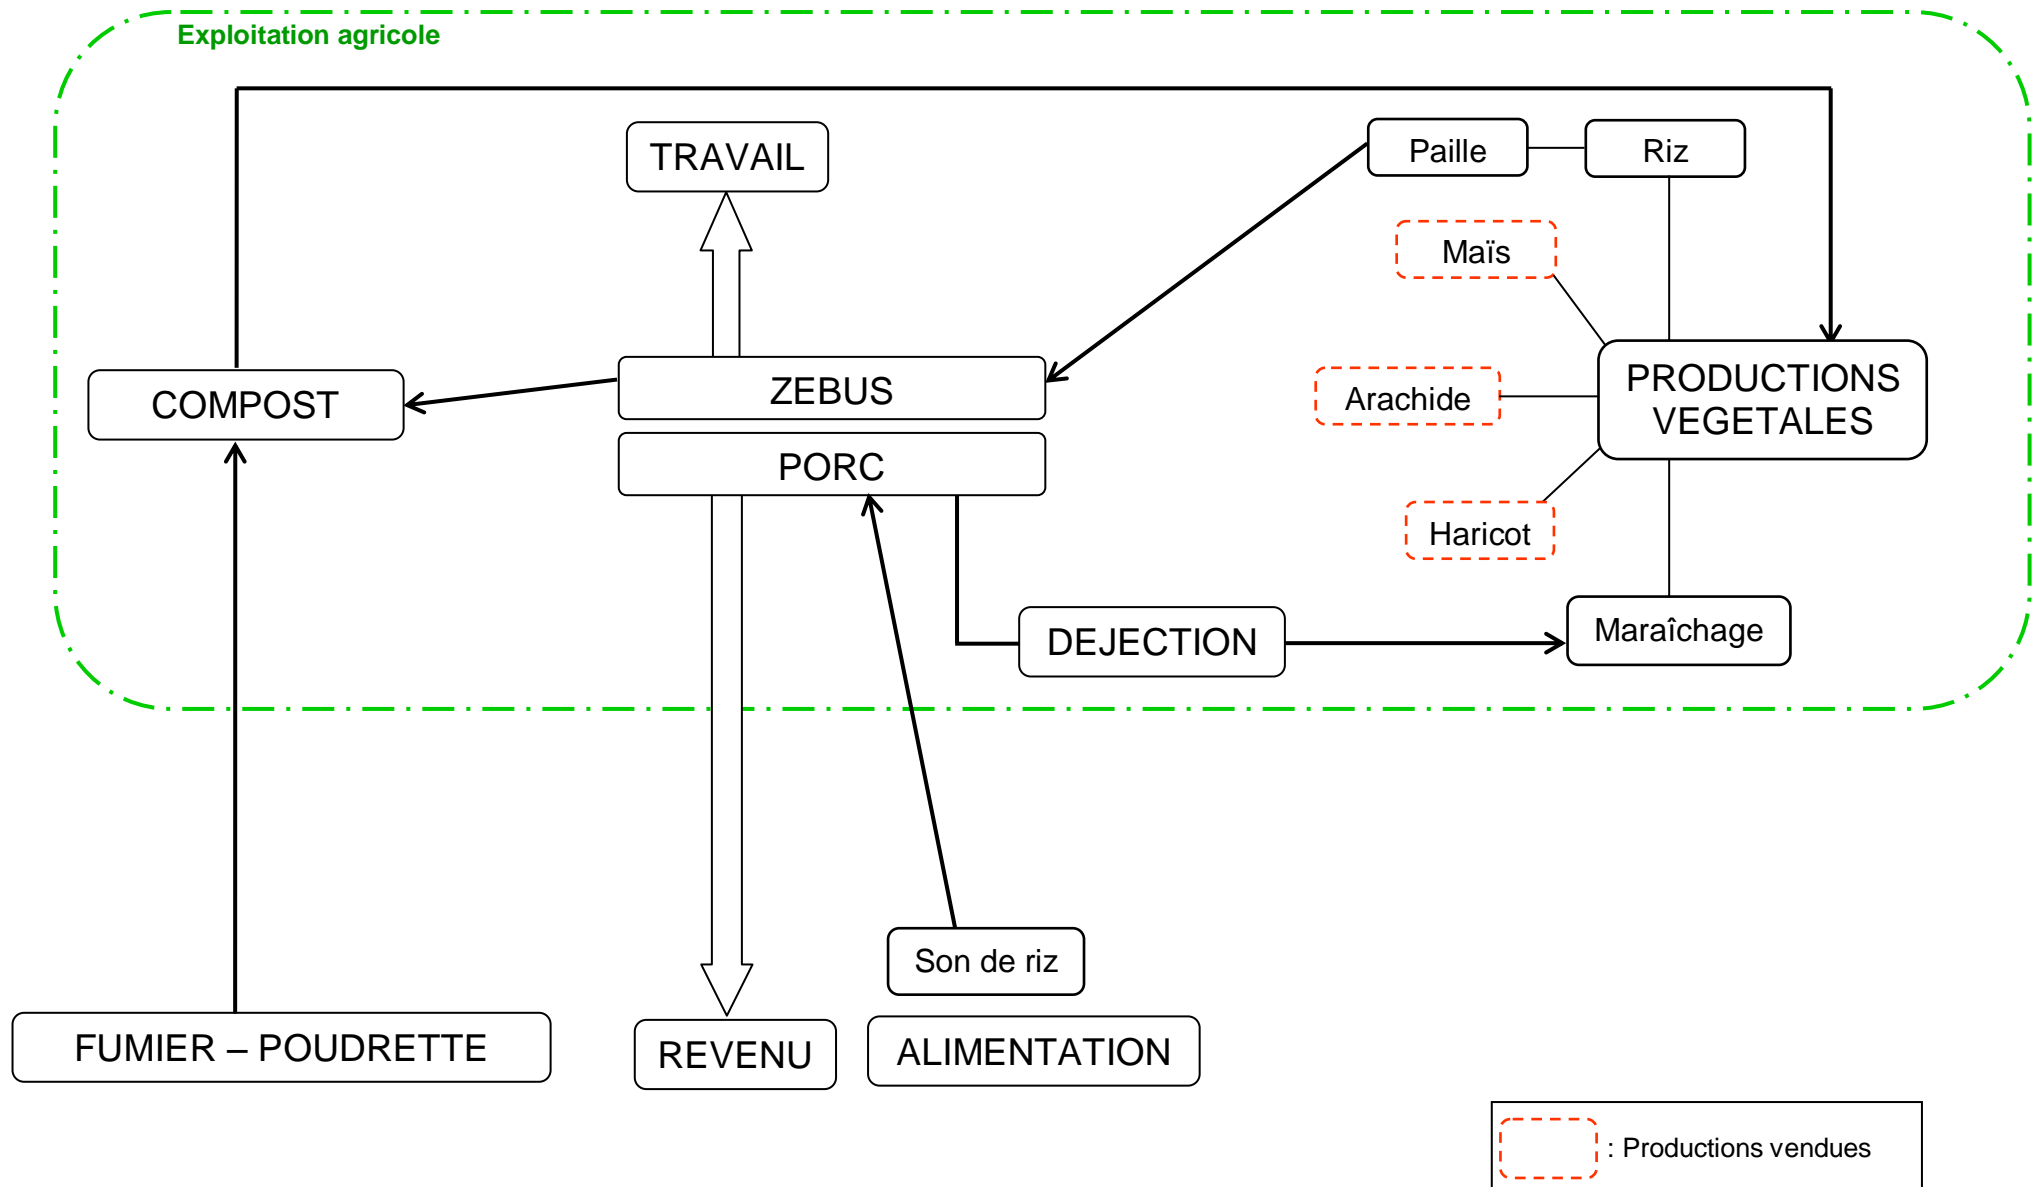 Exploitation agricole
TRAVAIL
Paille
Riz
Maïs
COMPOST
ZEBUS
Arachide
PRODUCTIONS
VEGETALES
PORC
Haricot
DEJECTION
Maraîchage
Son de riz
FUMIER – POUDRETTE
REVENU
ALIMENTATION
: Productions vendues